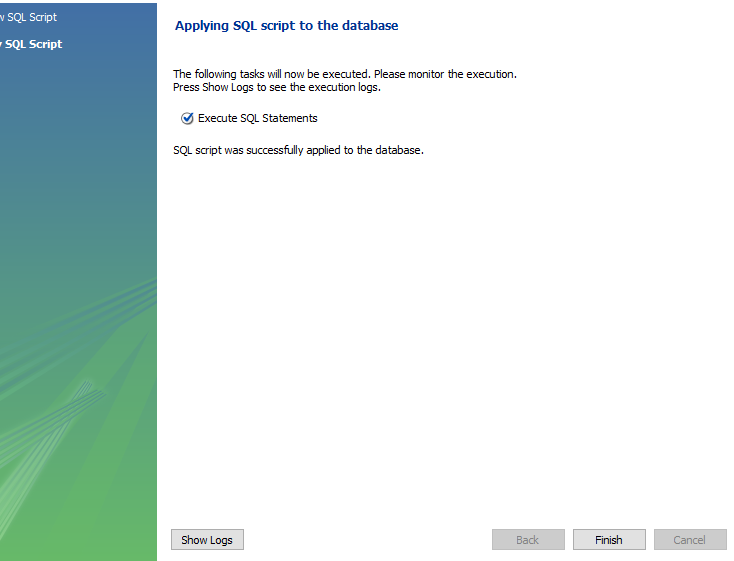 SQL Script
SQL Script
Applying SQL script to the database
The following tasks will now be executed. Please monitor the execution.
Press Show Logs to see the execution logs.
Execute SQL Statements
SQL script was successfully applied to the database.
Show Logs
Back
Finish
Cancel